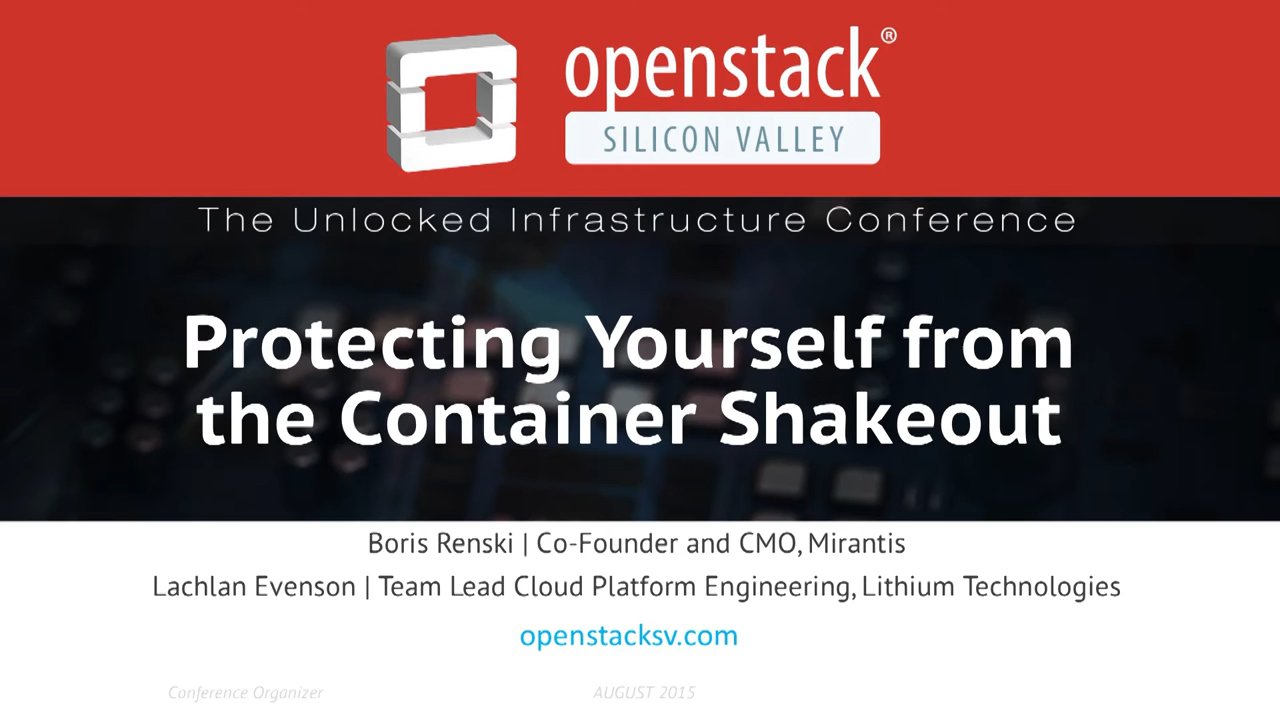 openstack®
SILICON VALLEY
The Unlocked Infrastructure Conference
Protecting Yourself from
the Container Shakeout
Boris Renski | Co-Founder and CMO, Mirantis
Lachlan Evenson | Team Lead Cloud Platform Engineering, Lithium Technologies
openstacksv.com
Conference Organizer
AUGUST 2015